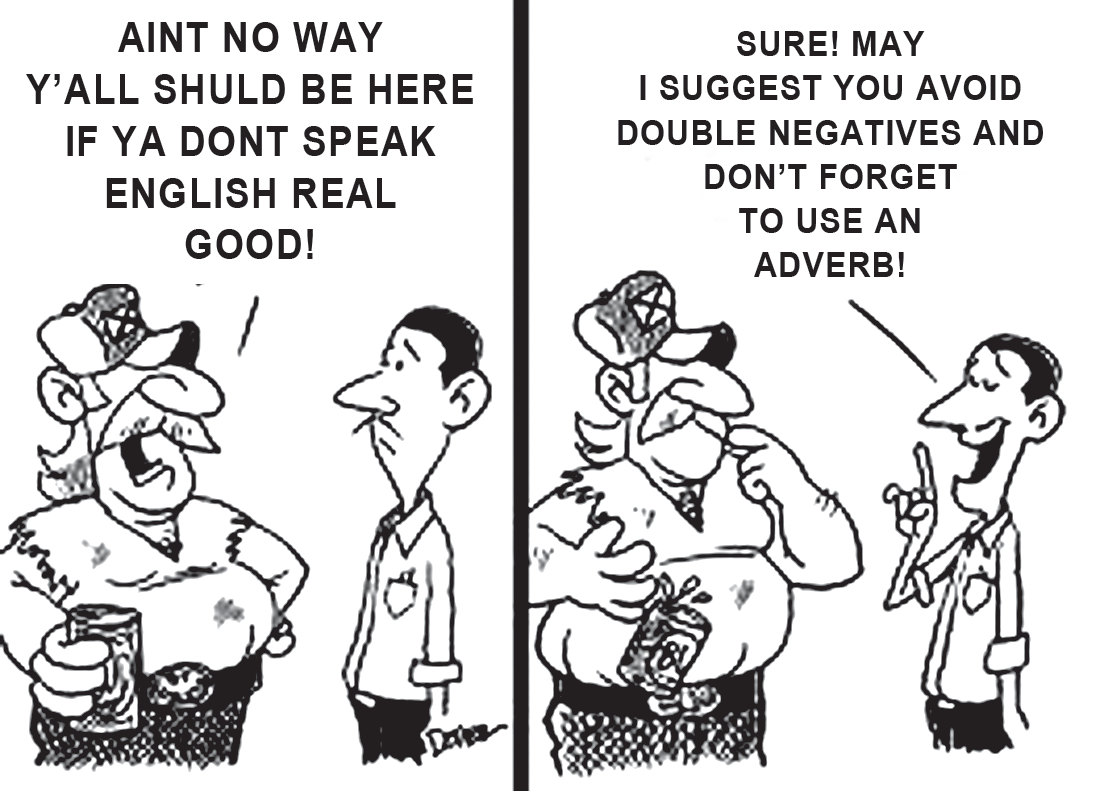 AINT NO WAY
Y'ALL SHULD BE HERE
IF YA DONT SPEAK
ENGLISH REAL
GOOD!
SURE! MAY
I SUGGEST YOU AVOID
DOUBLE NEGATIVES AND
DON'T FORGET
TO USE AN
ADVERB!